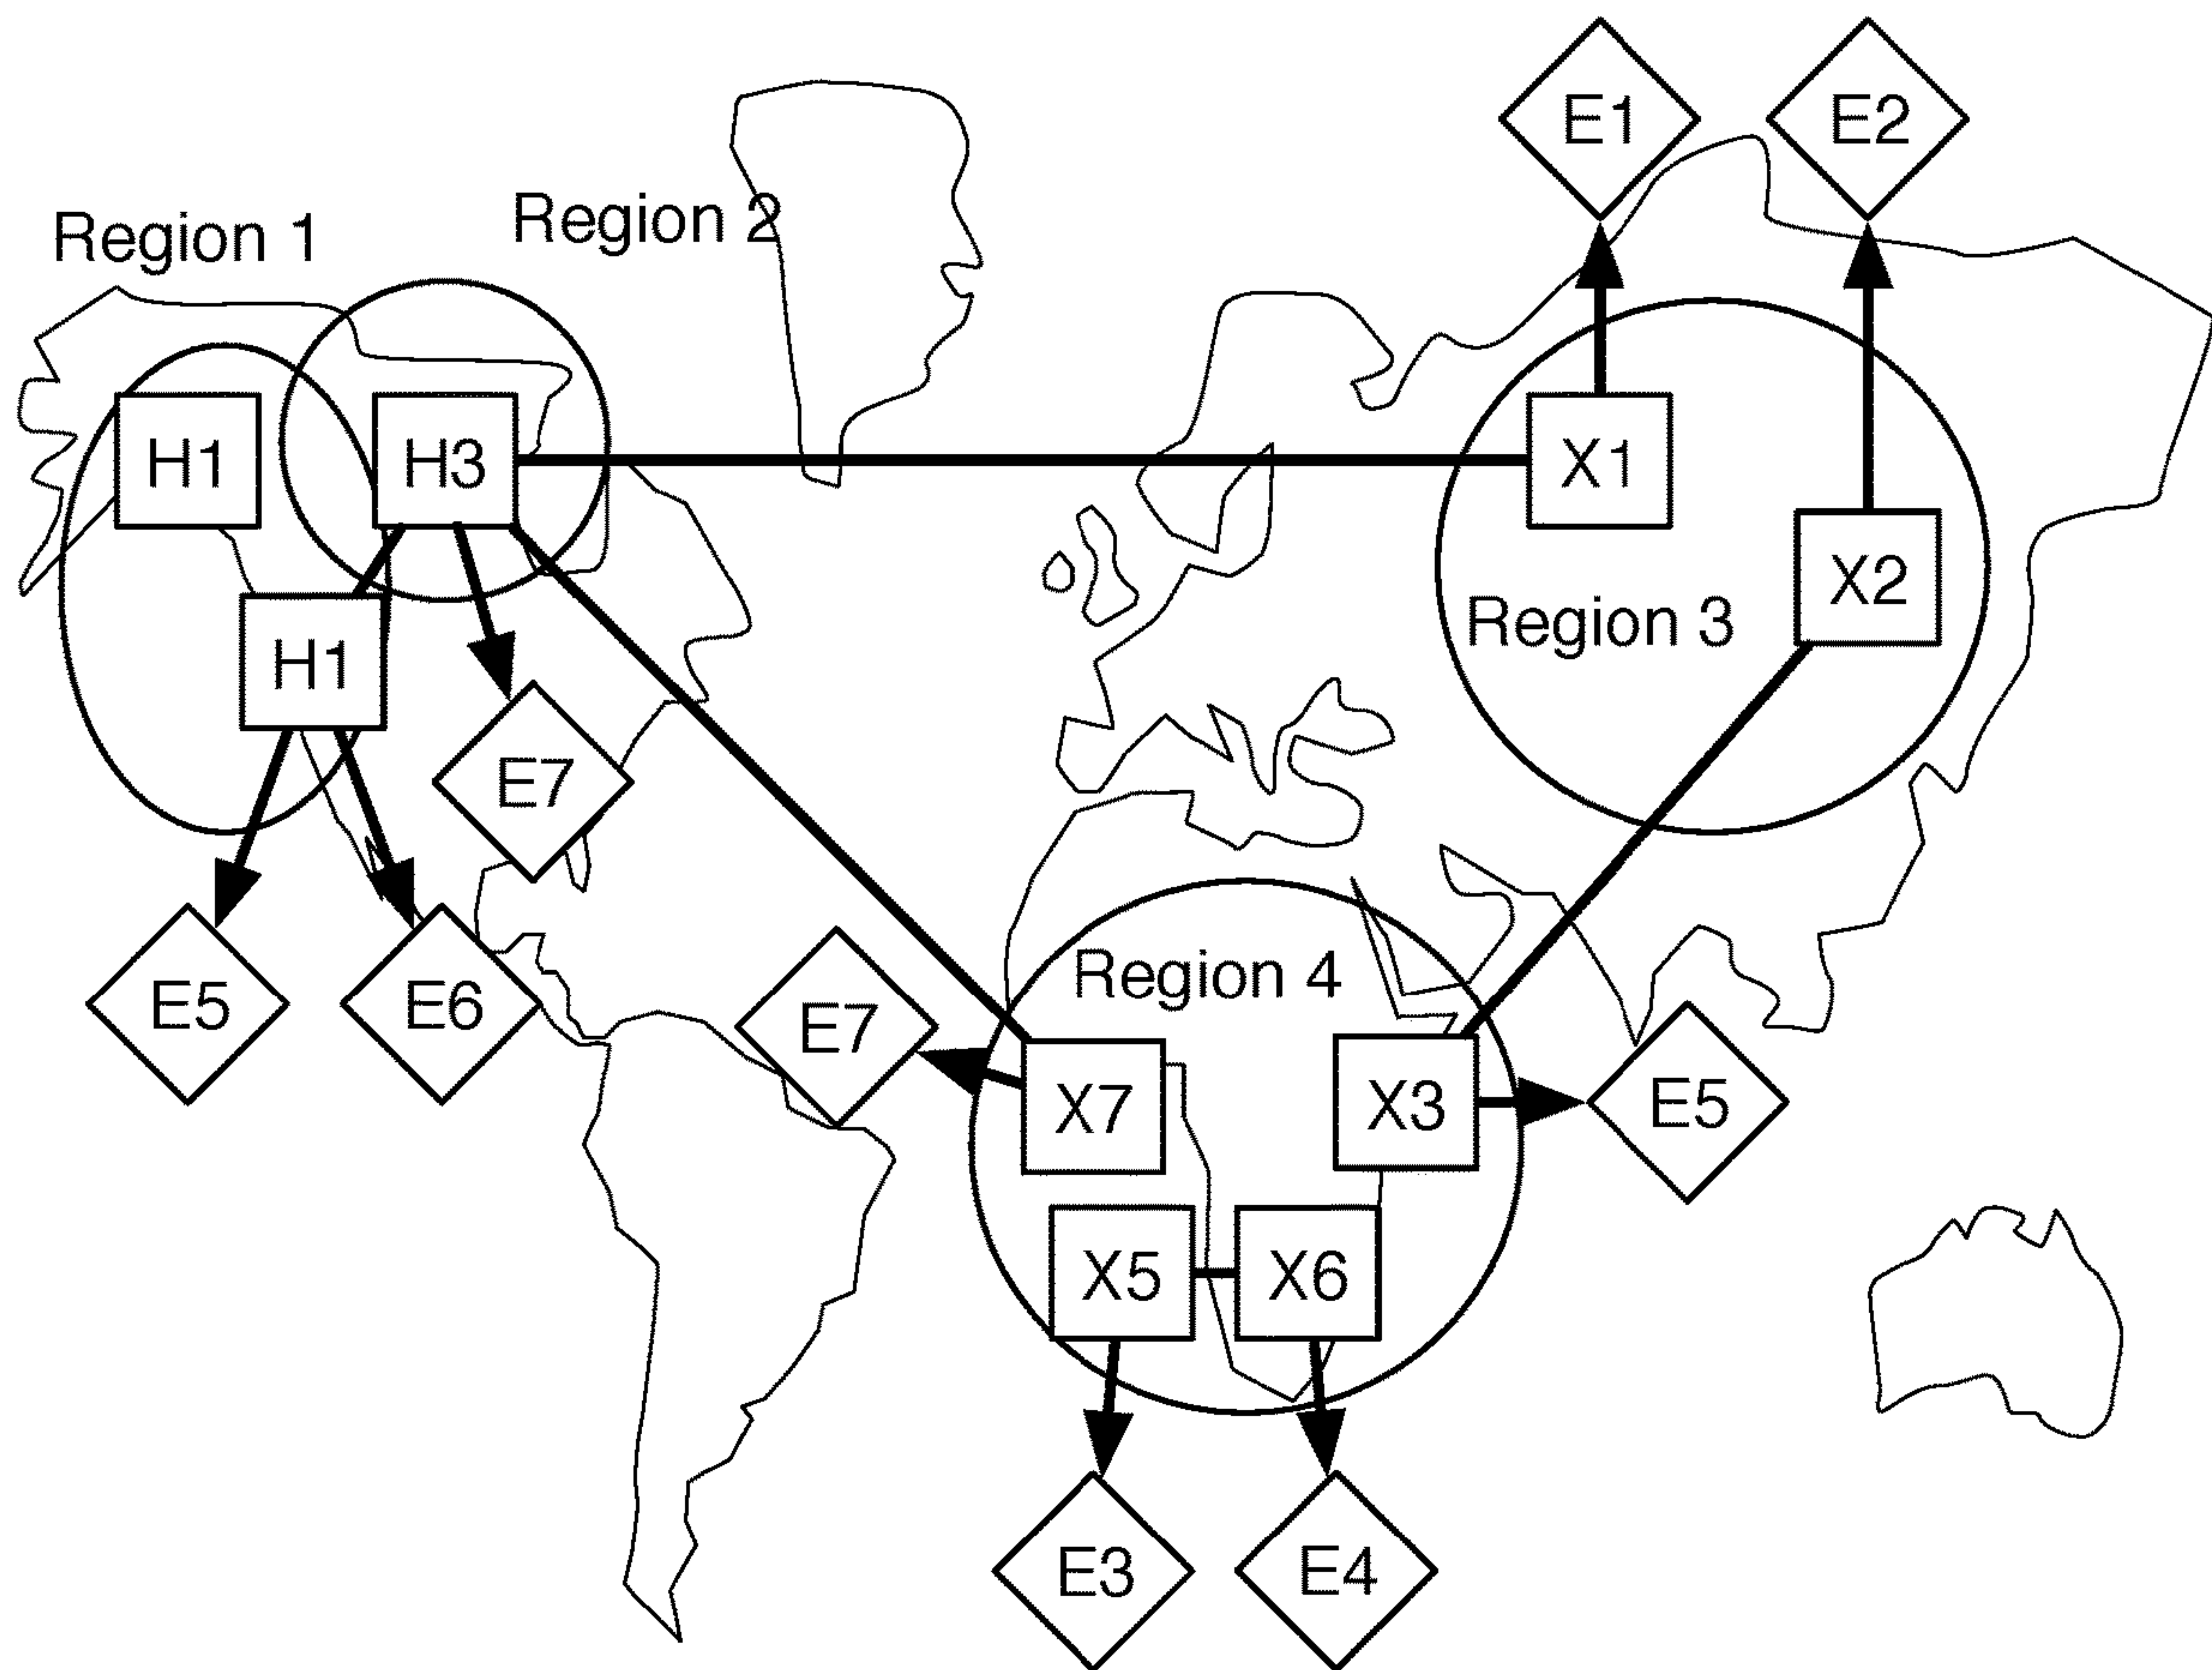 E1
E2
Region 1
Region 2
H1
H3
X1
X2
Region 3
H1
E7
E5
E6
E7
Region 4
X7
X3
E5
X5
X6
E3
E4